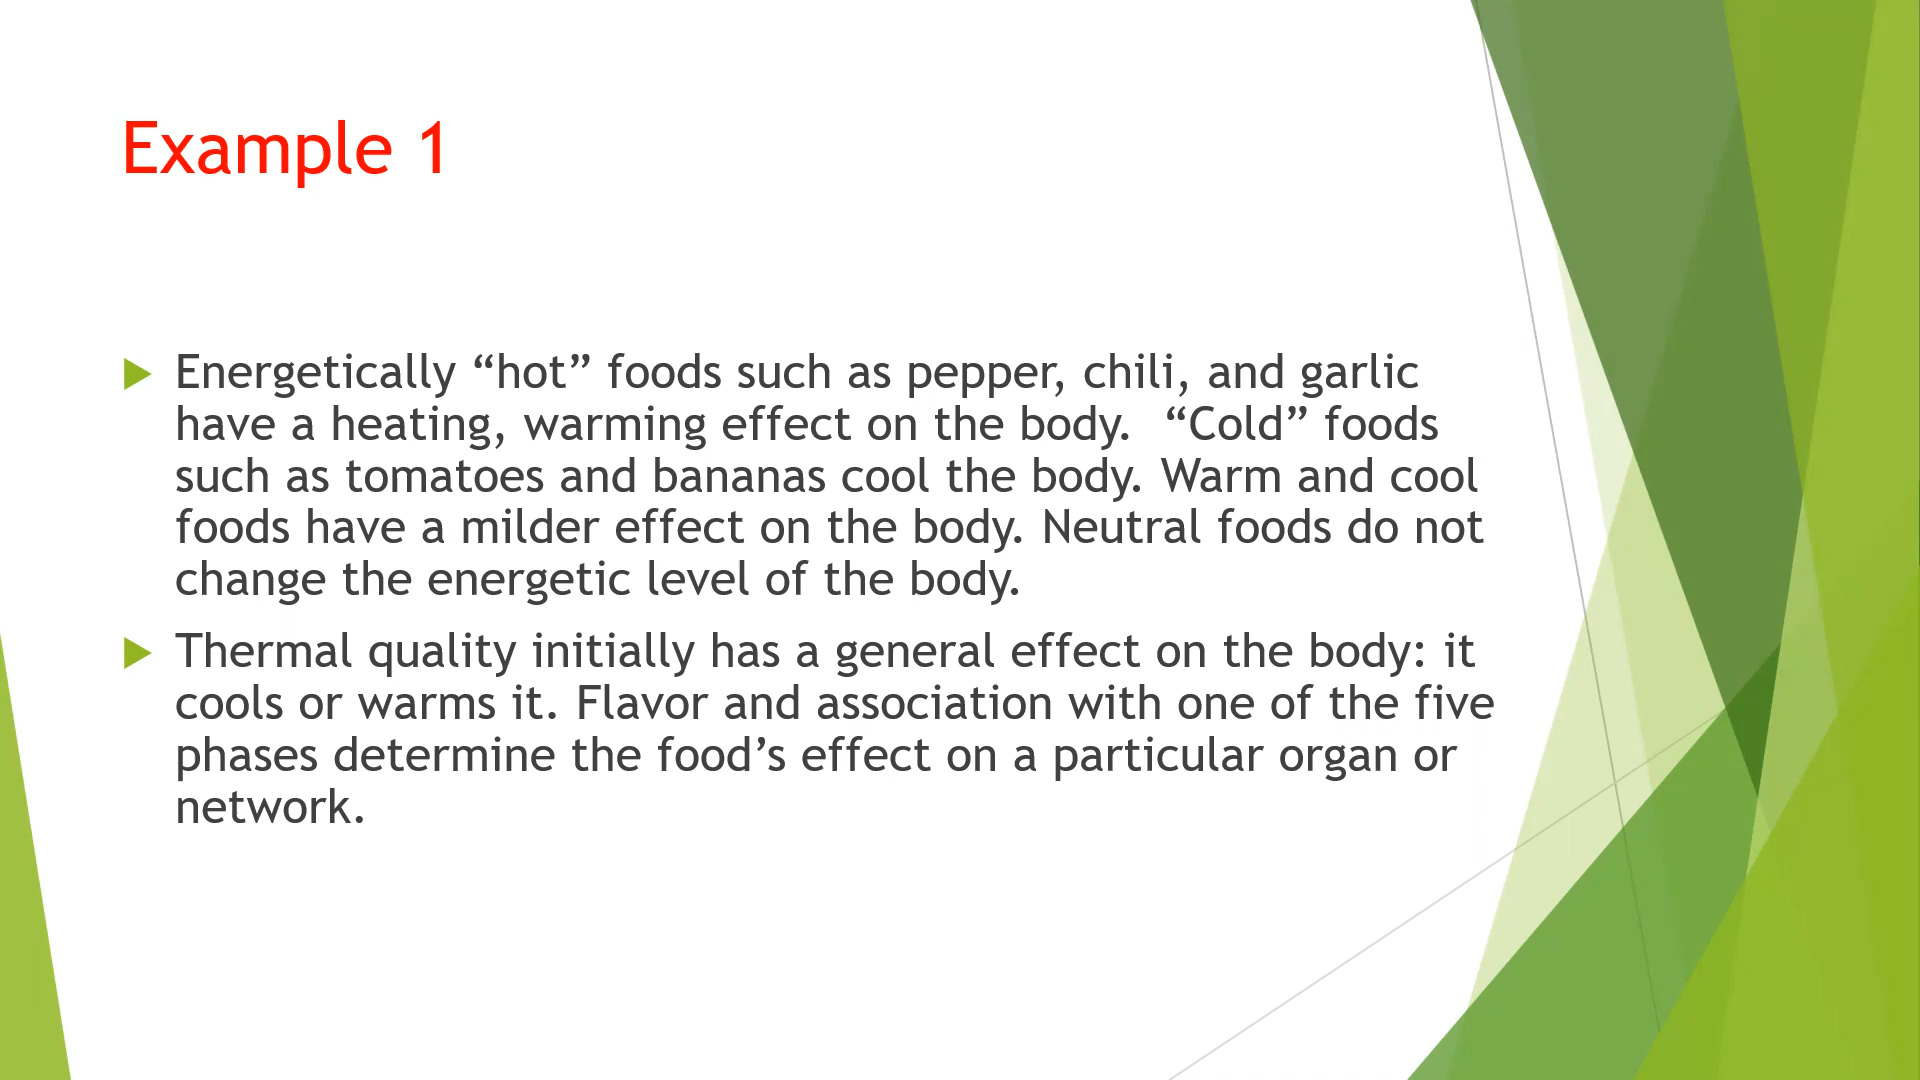 Example 1
Energetically “hot” foods such as pepper, chili, and garlic
have a heating, warming effect on the body.  “Cold” foods
such as tomatoes and bananas cool the body. Warm and cool
foods have a milder effect on the body. Neutral foods do not
change the energetic level of the body.
Thermal quality initially has a general effect on the body: it
cools or warms it. Flavor and association with one of the five
phases determine the food’s effect on a particular organ or
network.